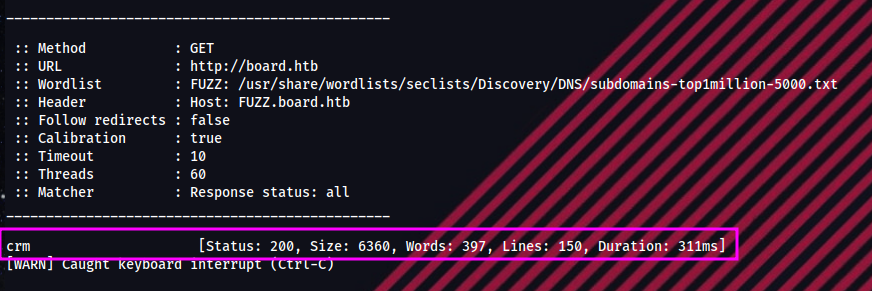 ________________________________________________
:: Method : GET
:: URL : http://board.htb
:: Wordlist : FUZZ: /usr/share/wordlists/seclists/Discovery/DNS/subdomains-top1million-5000.txt
:: Header : Host: FUZZ.board.htb
:: Follow redirects : false
:: Calibration : true
:: Timeout : 10
:: Threads : 60
:: Matcher : Response status: all
________________________________________________
crm [Status: 200, Size: 6360, Words: 397, Lines: 150, Duration: 311ms]
[WARN] Caught keyboard interrupt (Ctrl-C)